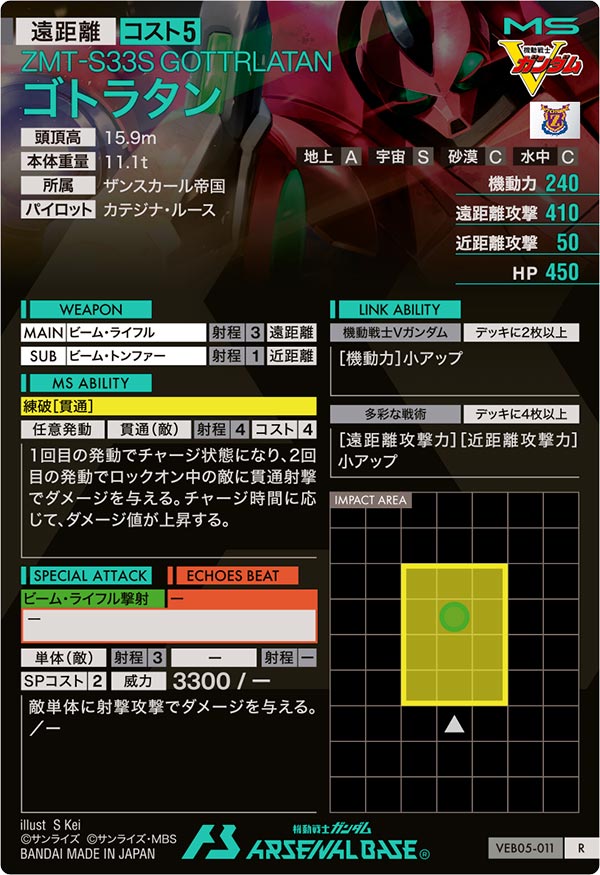 遠距離 コスト5
MS
ZMT-S33S GOTTRLATAN
機動戦士 V ガンダム
ゴトラタン
頭頂高 15.9m
本体重量 11.1t
所属 ザンスカール帝国
パイロット カテジナ・ルース
地上 A 宇宙 S 砂漠 C 水中 C
機動力 240
遠距離攻撃 410
近距離攻撃 50
HP 450
WEAPON
MAIN ビーム・ライフル 射程 3 遠距離
SUB ビーム・トンファー 射程 1 近距離
MS ABILITY
練破[貫通]
任意発動 貫通(敵) 射程 4 コスト 4
1回目の発動でチャージ状態になり、2回
目の発動でロックオン中の敵に貫通射撃
でダメージを与える。チャージ時間に応
じて、ダメージ値が上昇する。
SPECIAL ATTACK ECHOES BEAT
ビーム・ライフル撃射 ー
ー
単体(敵) 射程 3 ー 射程 ー
SPコスト 2 威力 3300 / ー
敵単体に射撃攻撃でダメージを与える。
/ー
LINK ABILITY
機動戦士Vガンダム デッキに2枚以上
[機動力]小アップ
多彩な戦術 デッキに4枚以上
[遠距離攻撃力][近距離攻撃力]
小アップ
IMPACT AREA
illust S Kei
©サンライズ ©サンライズ・MBS
BANDAI MADE IN JAPAN
機動戦士ガンダム
AB ARSENAL BASE®
VEB05-011 R